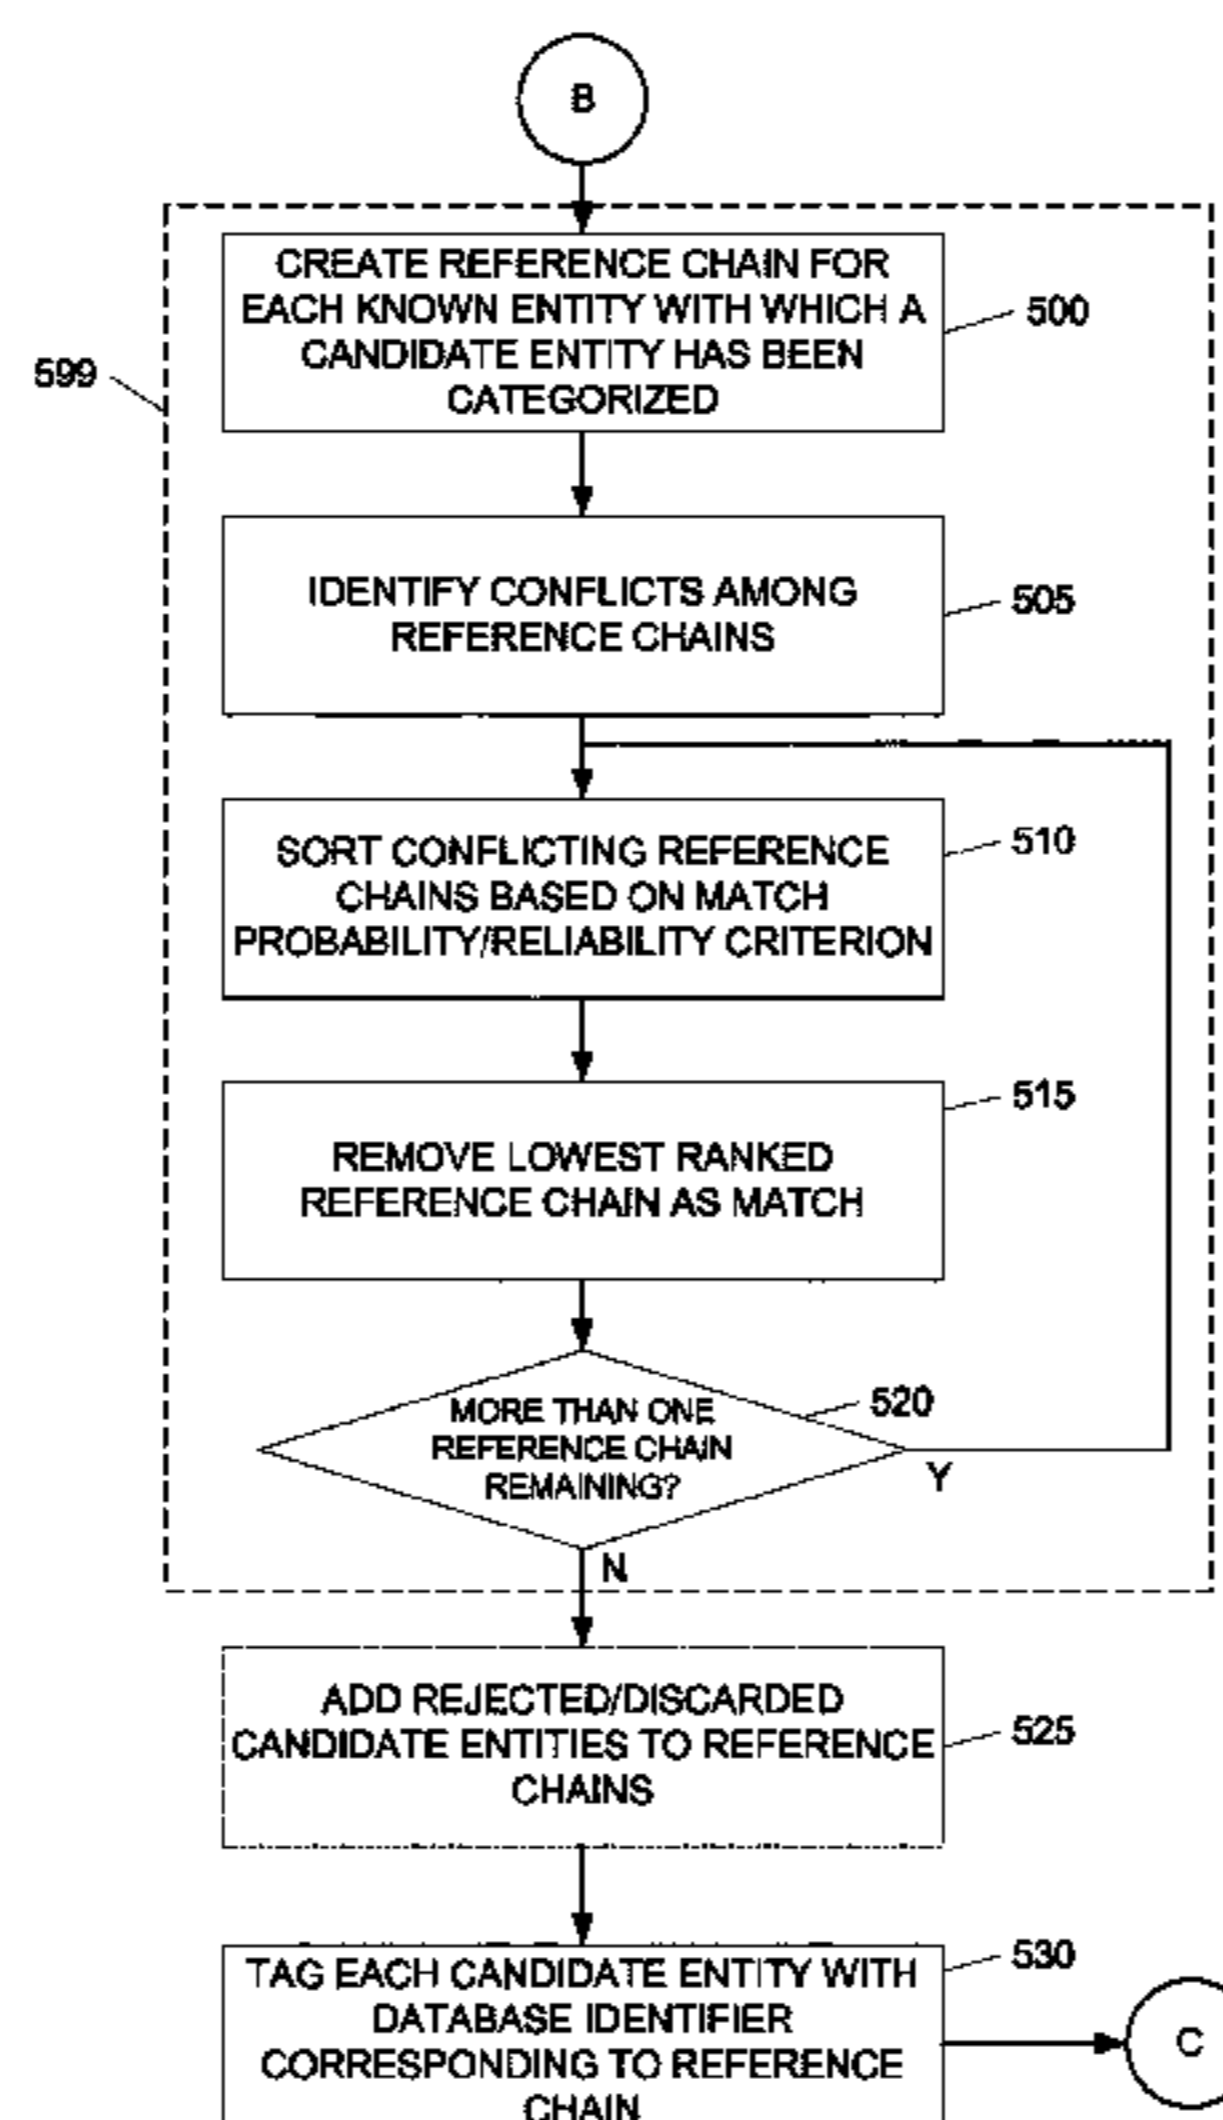 B
CREATE REFERENCE CHAIN FOR
EACH KNOWN ENTITY WITH WHICH A
CANDIDATE ENTITY HAS BEEN
CATEGORIZED
500
599
IDENTIFY CONFLICTS AMONG
REFERENCE CHAINS
505
SORT CONFLICTING REFERENCE
CHAINS BASED ON MATCH
PROBABILITY/RELIABILITY CRITERION
510
REMOVE LOWEST RANKED
REFERENCE CHAIN AS MATCH
515
MORE THAN ONE
REFERENCE CHAIN
REMAINING?
520
Y
N
ADD REJECTED/DISCARDED
CANDIDATE ENTITIES TO REFERENCE
CHAINS
525
TAG EACH CANDIDATE ENTITY WITH
DATABASE IDENTIFIER
CORRESPONDING TO REFERENCE
CHAIN
530
C